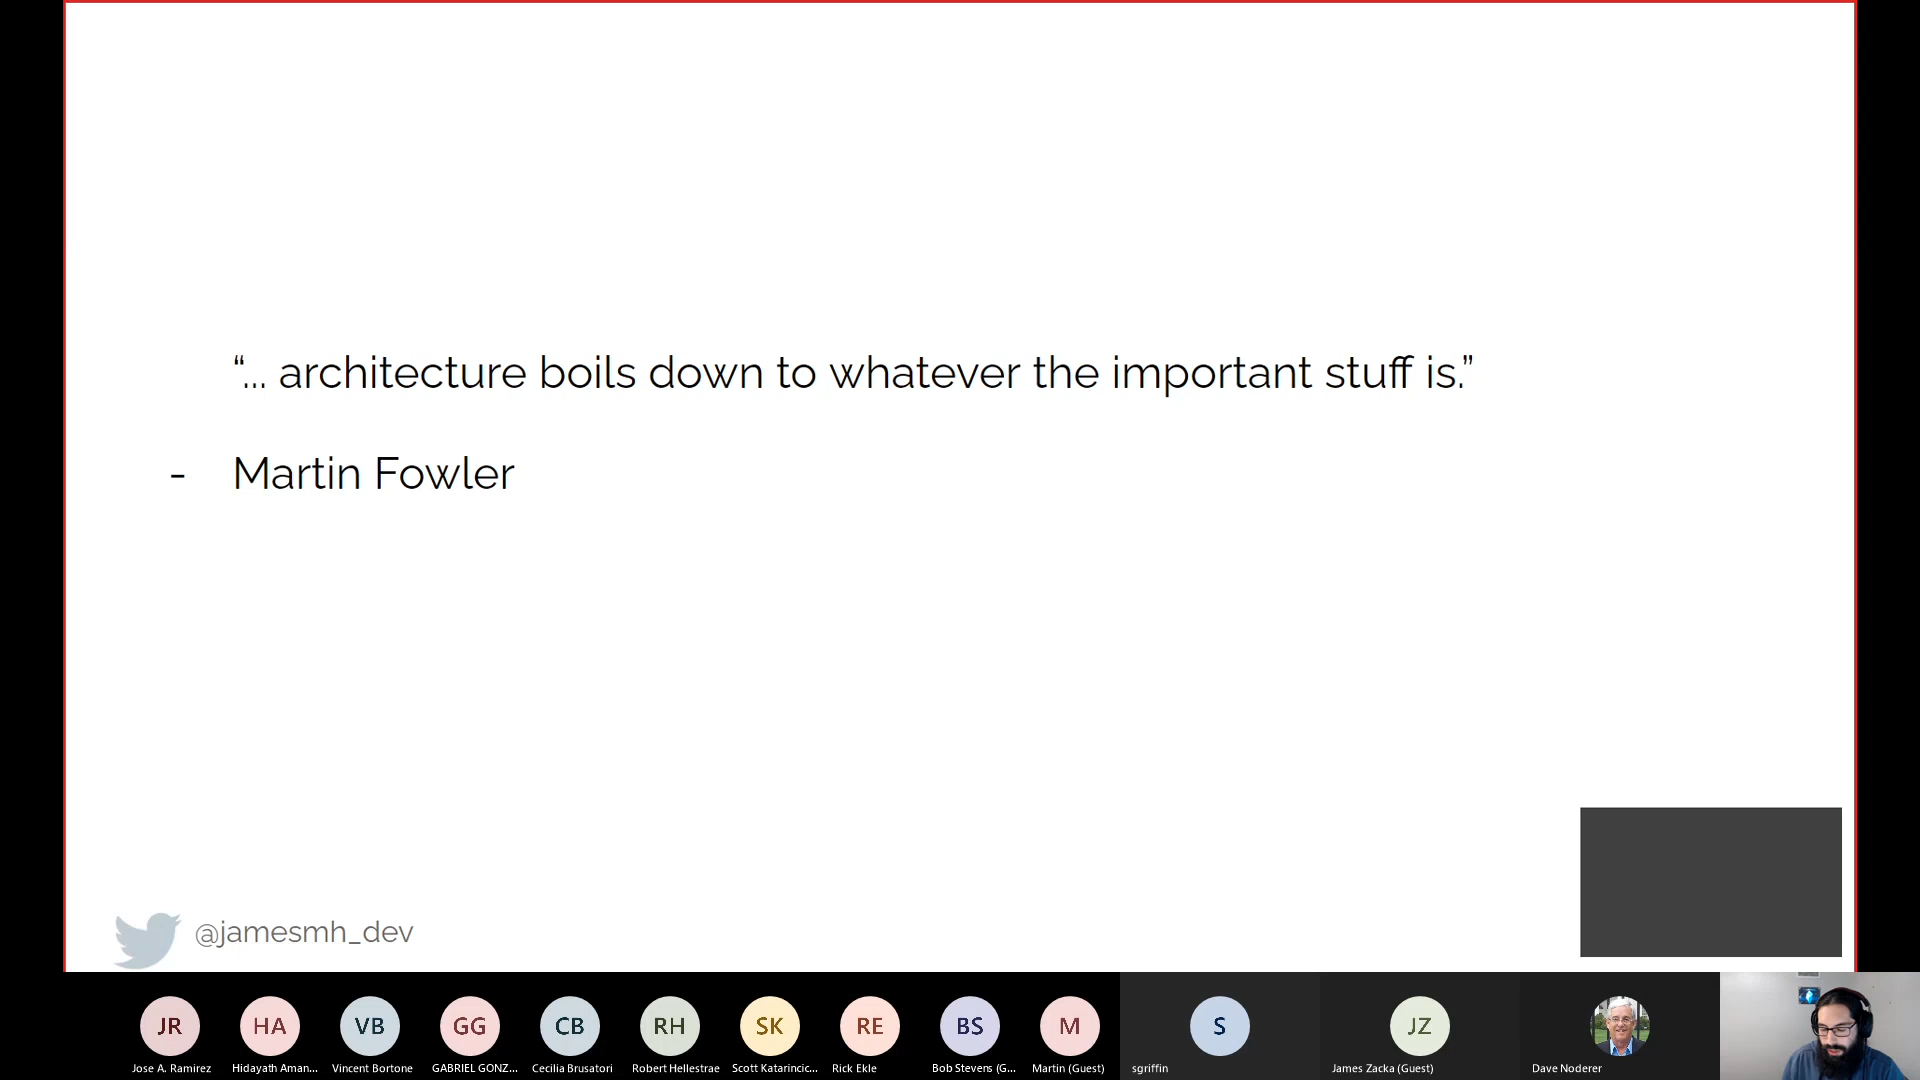 “... architecture boils down to whatever the important stuff is.”
- Martin Fowler
@jamesmh_dev
JR HA VB GG CB RH SK RE BS M S JZ
Jose A. Ramirez Hidayath Aman... Vincent Bortone GABRIEL GONZ... Cecilia Brusatori Robert Hellestrae Scott Katarincic... Rick Ekle Bob Stevens (G... Martin (Guest) sgriffin James Zacka (Guest) Dave Noderer